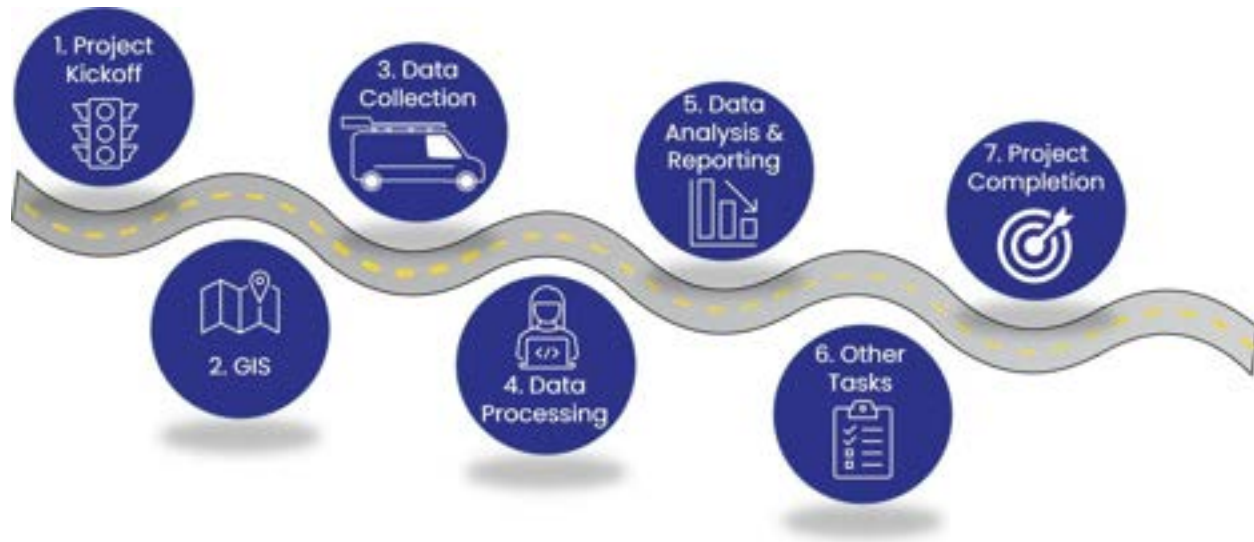 1. Project
Kickoff
2. GIS
3. Data
Collection
</>
4. Data
Processing
5. Data
Analysis &
Reporting
6. Other
Tasks
7. Project
Completion